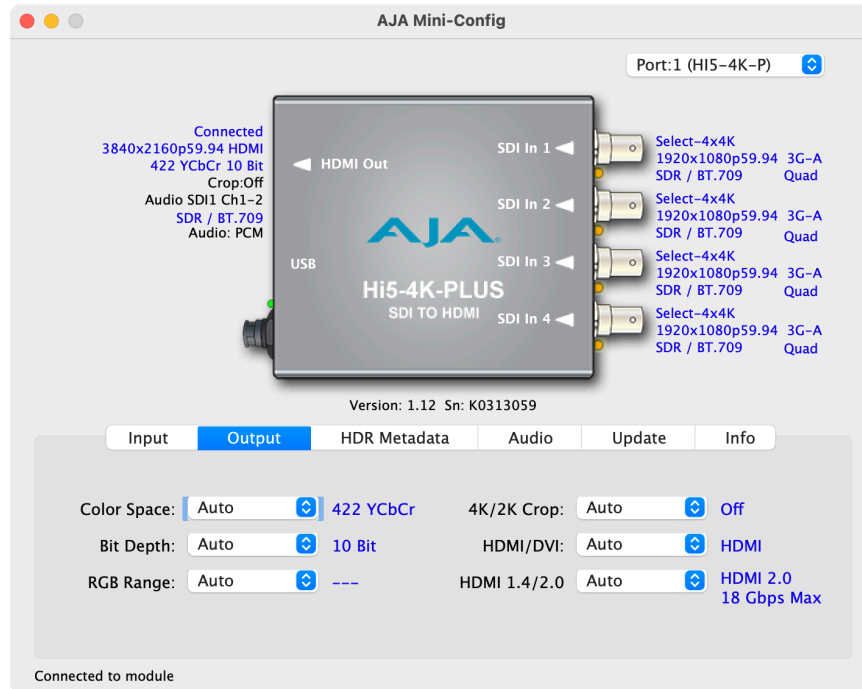 AJA Mini-Config
Port:1 (HI5-4K-P)
Connected
3840x2160p59.94 HDMI
422 YCbCr 10 Bit
Crop:Off
Audio SDI1 Ch1-2
SDR / BT.709
Audio: PCM
HDMI Out
USB
AJA
Hi5-4K-PLUS
SDI TO HDMI
SDI In 1
SDI In 2
SDI In 3
SDI In 4
Select-4x4K
1920x1080p59.94 3G-A
SDR / BT.709 Quad
Select-4x4K
1920x1080p59.94 3G-A
SDR / BT.709 Quad
Select-4x4K
1920x1080p59.94 3G-A
SDR / BT.709 Quad
Select-4x4K
1920x1080p59.94 3G-A
SDR / BT.709 Quad
Version: 1.12 Sn: K0313059
Input Output HDR Metadata Audio Update Info
Color Space: Auto 422 YCbCr 4K/2K Crop: Auto Off
Bit Depth: Auto 10 Bit HDMI/DVI: Auto HDMI
RGB Range: Auto --- HDMI 1.4/2.0 Auto HDMI 2.0
18 Gbps Max
Connected to module